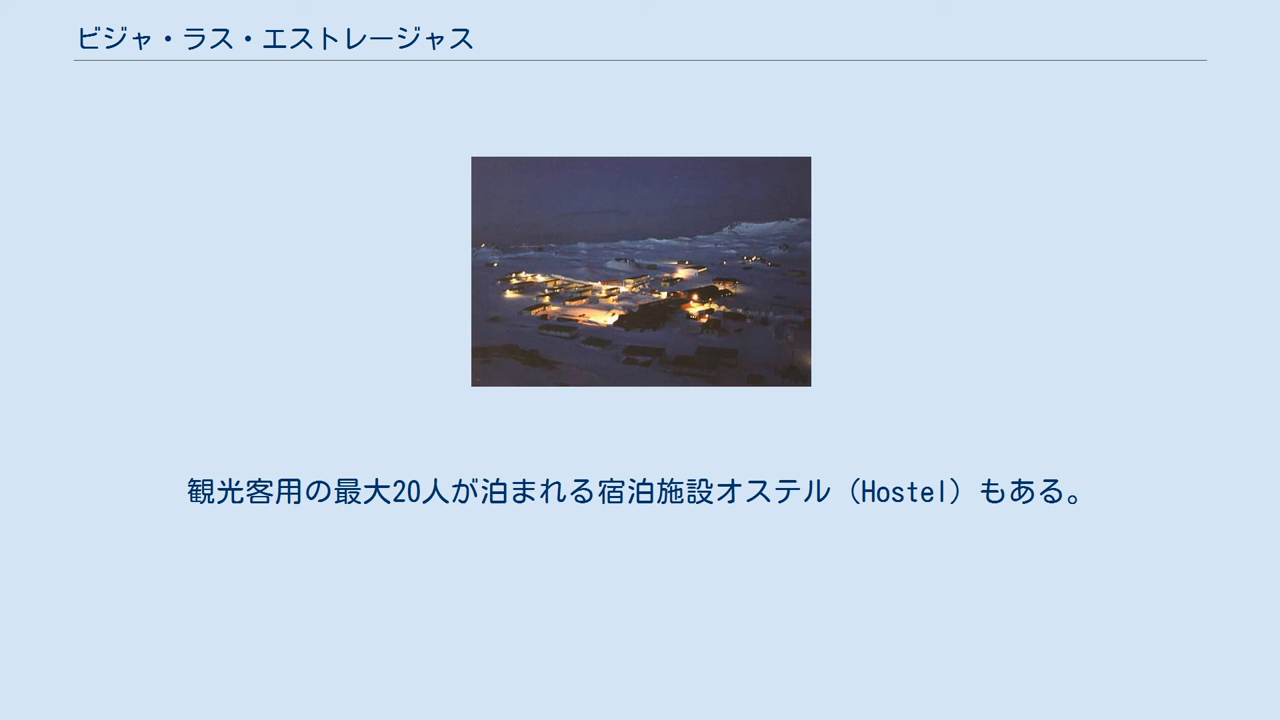 ビジャ・ラス・エストレージャス
観光客用の最大20人が泊まれる宿泊施設オステル（Hostel）もある。